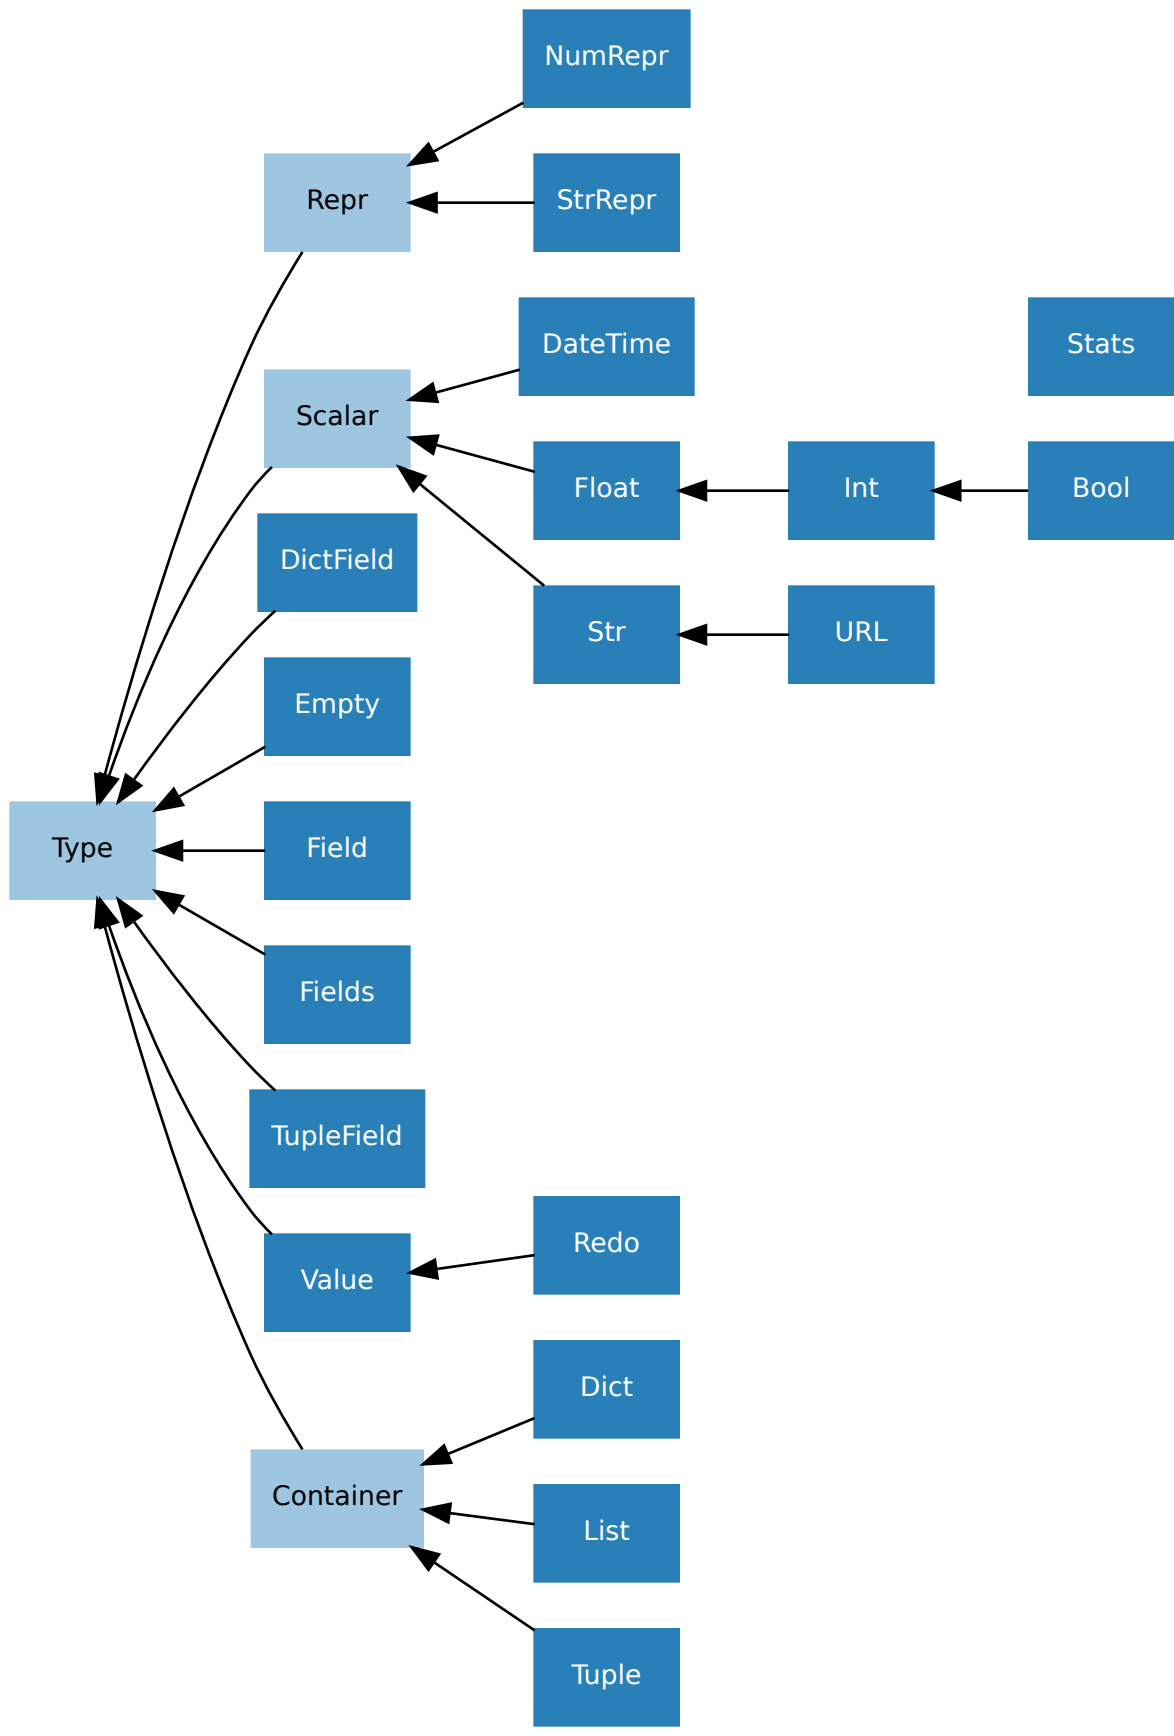 NumRepr
Repr
StrRepr
DateTime
Stats
Scalar
Float
Int
Bool
DictField
Str
URL
Empty
Type
Field
Fields
TupleField
Redo
Value
Dict
Container
List
Tuple